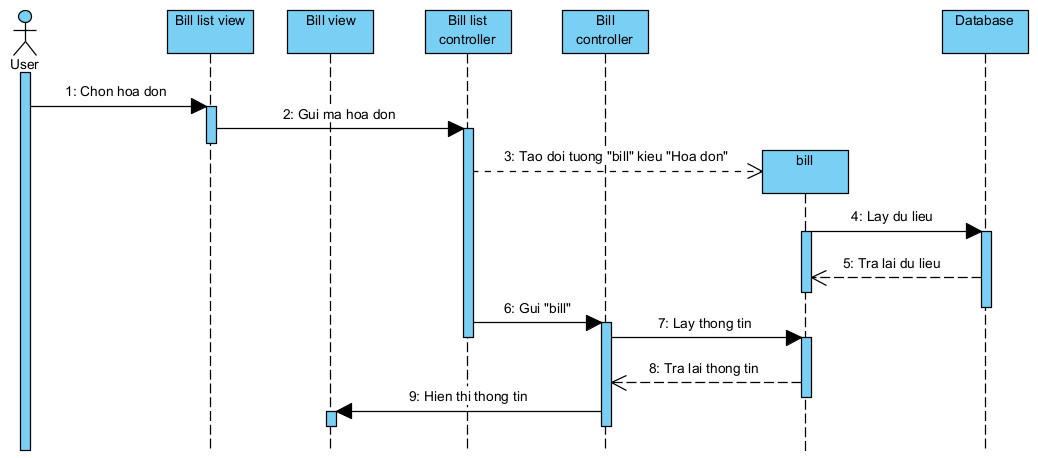 Bill list view
Bill view
Bill list
controller
Bill
controller
Database
User
1: Chon hoa don
2: Gui ma hoa don
3: Tao doi tuong "bill" kieu "Hoa don"
bill
4: Lay du lieu
5: Tra lai du lieu
6: Gui "bill"
7: Lay thong tin
8: Tra lai thong tin
9: Hien thi thong tin